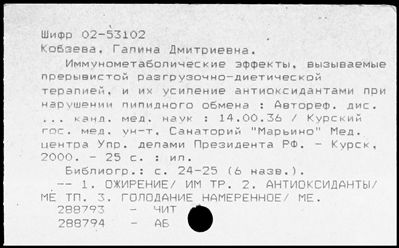 Шифр 02-53102
Кобзева, Галина Дмитриевна.
Иммунометаболические эффекты, вызываемые
прерывистой разгрузочно-диетической
терапией, и их усиление антиоксидантами при
нарушении липидного обмена : Автореф. дис.
... канд. мед. наук : 14.00.36 / Курский
гос. мед. ун-т, Санаторий "Марьино" Мед.
центра Упр. делами Президента РФ. - Курск,
2000. - 25 с. : ил.
Библиогр.: с. 24-25 (6 назв.).
-- 1. ОЖИРЕНИЕ/ ИМ ТР. 2. АНТИОКСИДАНТЫ/
МЕ ТП. 3. ГОЛОДАНИЕ НАМЕРЕННОЕ/ МЕ.
288793 - ЧИТ
288794 - АБ